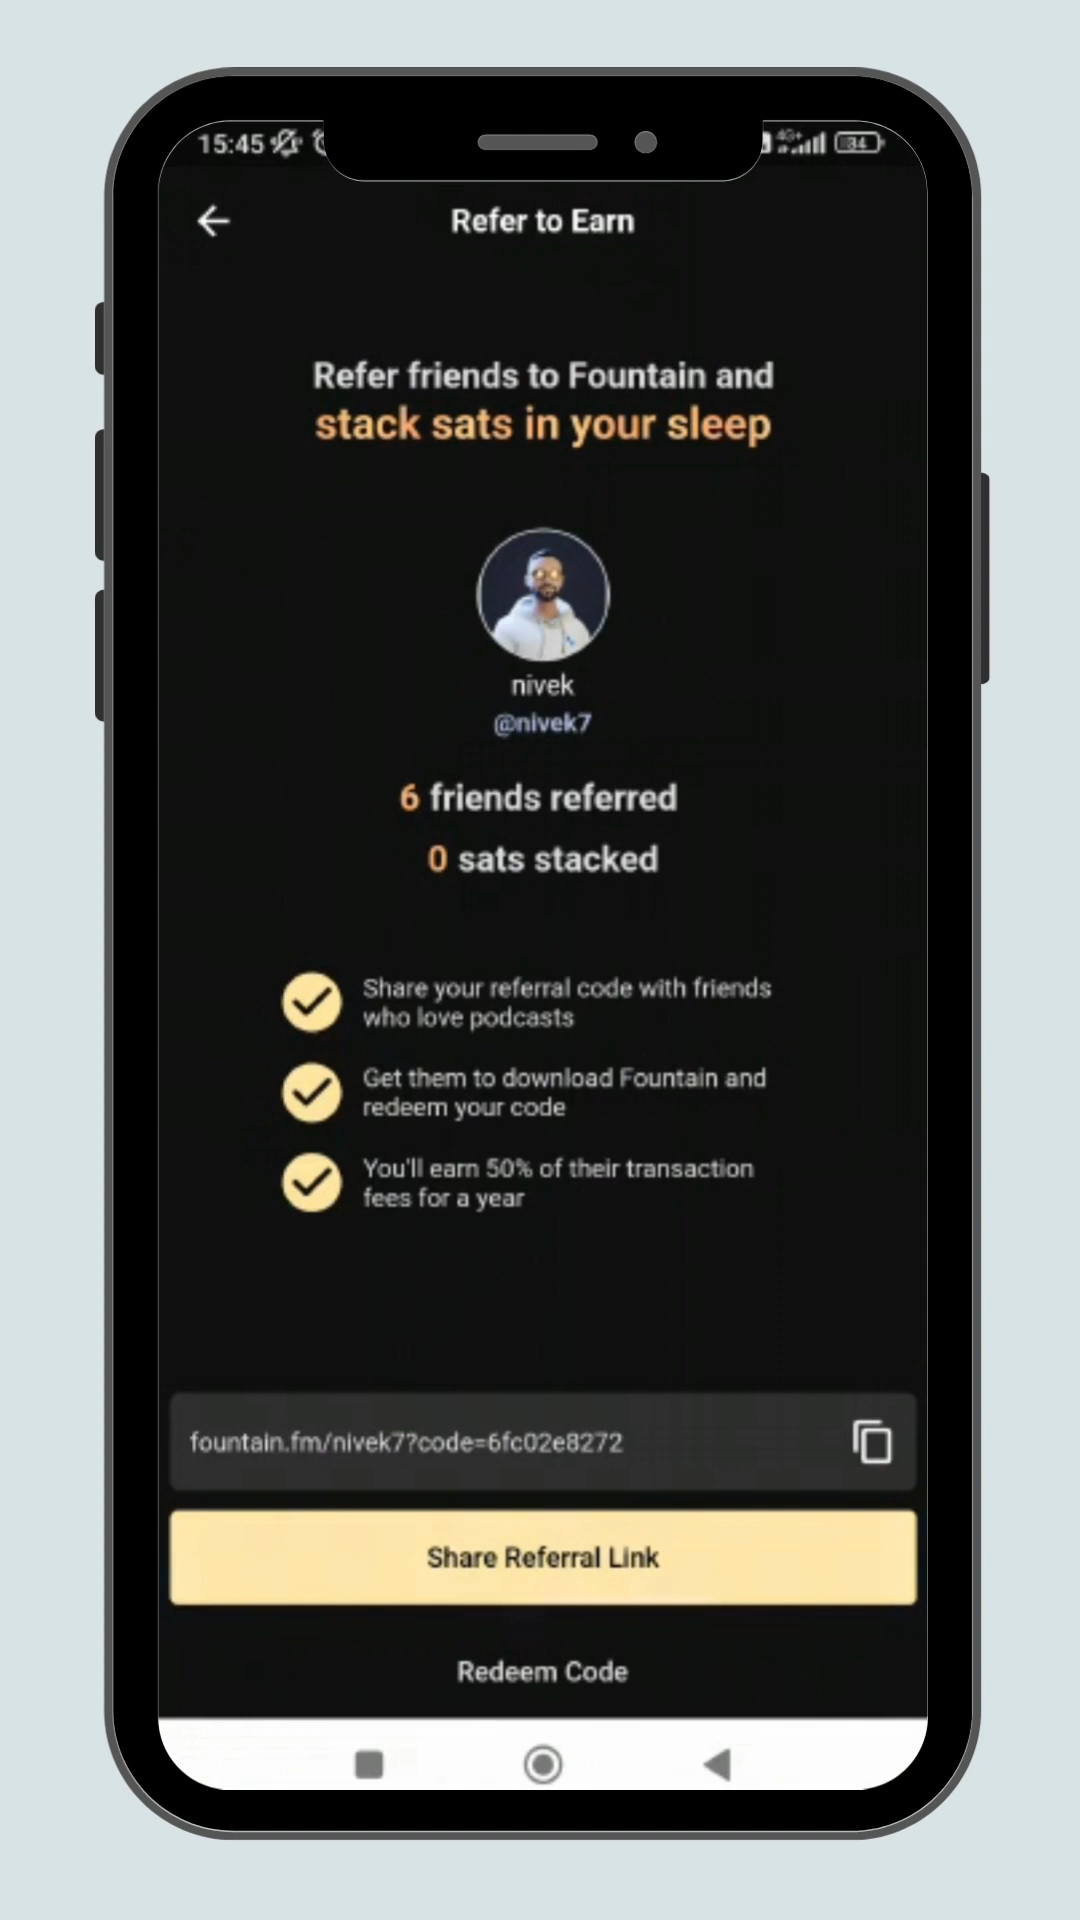 15:45
4G+
84
Refer to Earn
Refer friends to Fountain and
stack sats in your sleep
nivek
@nivek7
6 friends referred
0 sats stacked
Share your referral code with friends
who love podcasts
Get them to download Fountain and
redeem your code
You'll earn 50% of their transaction
fees for a year
fountain.fm/nivek7?code=6fc02e8272
Share Referral Link
Redeem Code